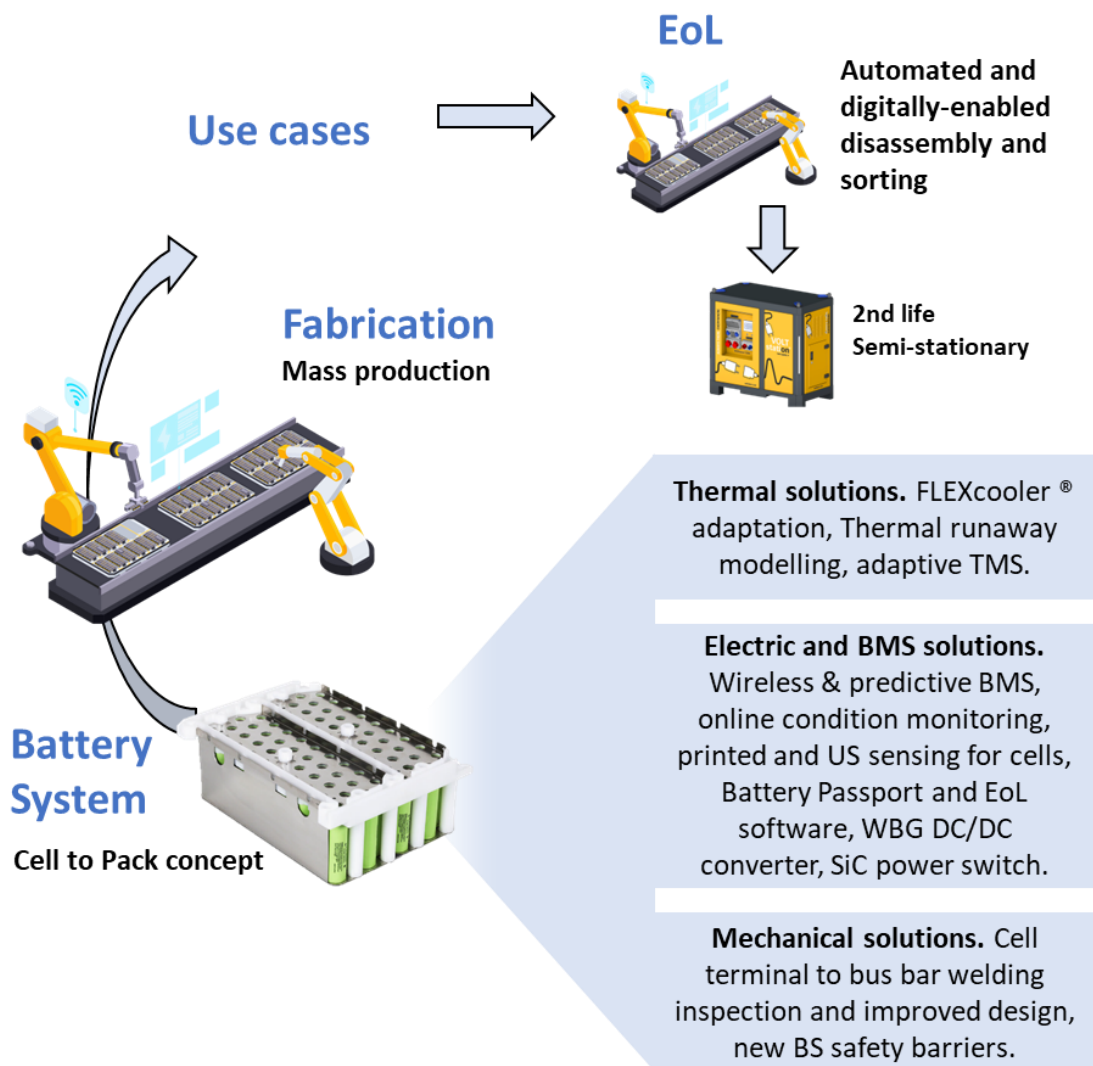 EoL
Automated and
digitally-enabled
disassembly and
sorting
Use cases
2nd life
Semi-stationary
VOLT
station
Fabrication
Mass production
Battery
System
Cell to Pack concept
Thermal solutions. FLEXcooler ®
adaptation, Thermal runaway
modelling, adaptive TMS.
Electric and BMS solutions.
Wireless & predictive BMS,
online condition monitoring,
printed and US sensing for cells,
Battery Passport and EoL
software, WBG DC/DC
converter, SiC power switch.
Mechanical solutions. Cell
terminal to bus bar welding
inspection and improved design,
new BS safety barriers.